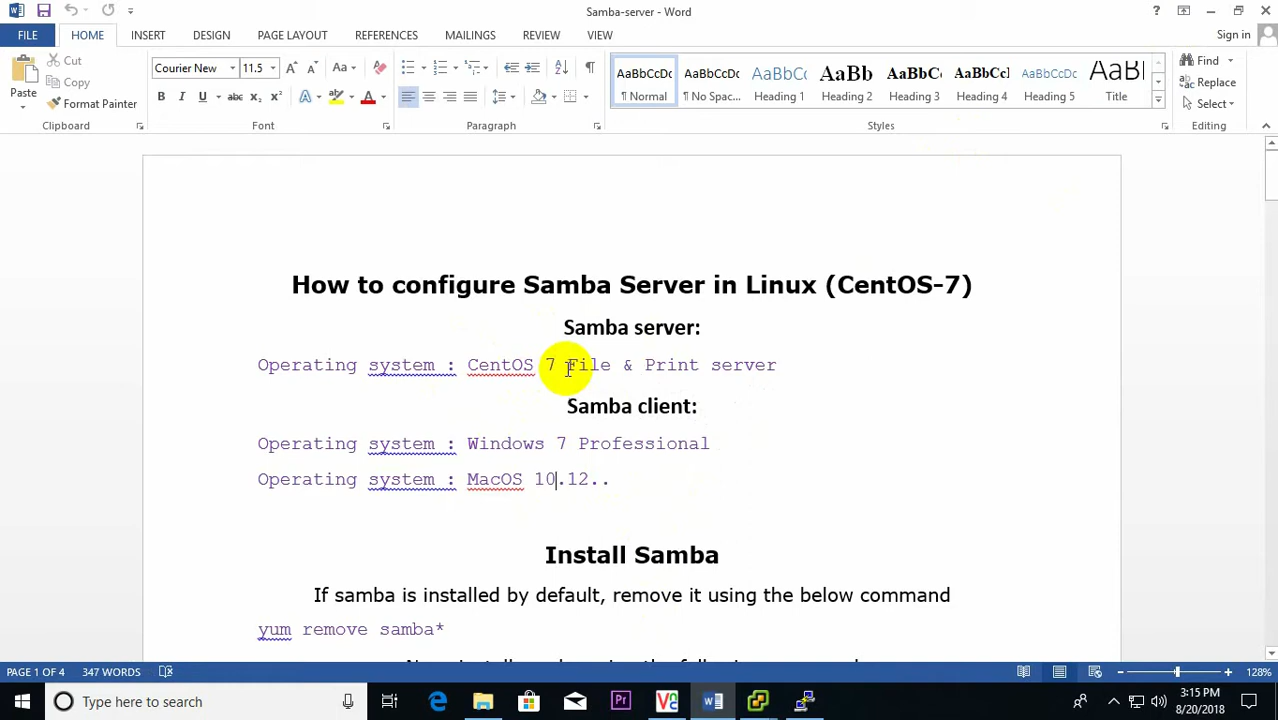 Samba-server - Word
?
Sign in
FILE
HOME
INSERT
DESIGN
PAGE LAYOUT
REFERENCES
MAILINGS
REVIEW
VIEW
Paste
Cut
Copy
Format Painter
Clipboard
Courier New
11.5
Aa
B I U abc x₂ x²
A
A
Font
Paragraph
AaBbCcDc
¶ Normal
AaBbCcDc
¶ No Spac...
AaBbC
Heading 1
AaBb
Heading 2
AaBbC
Heading 3
AaBbCcI
Heading 4
AaBbCcDc
Heading 5
AaBb
Title
Styles
Find
Replace
Select
Editing
How to configure Samba Server in Linux (CentOS-7)
Samba server:
Operating system : CentOS 7 File & Print server
Samba client:
Operating system : Windows 7 Professional
Operating system : MacOS 10.12..
Install Samba
If samba is installed by default, remove it using the below command
yum remove samba*
PAGE 1 OF 4
347 WORDS
128%
Type here to search
3:15 PM
8/20/2018